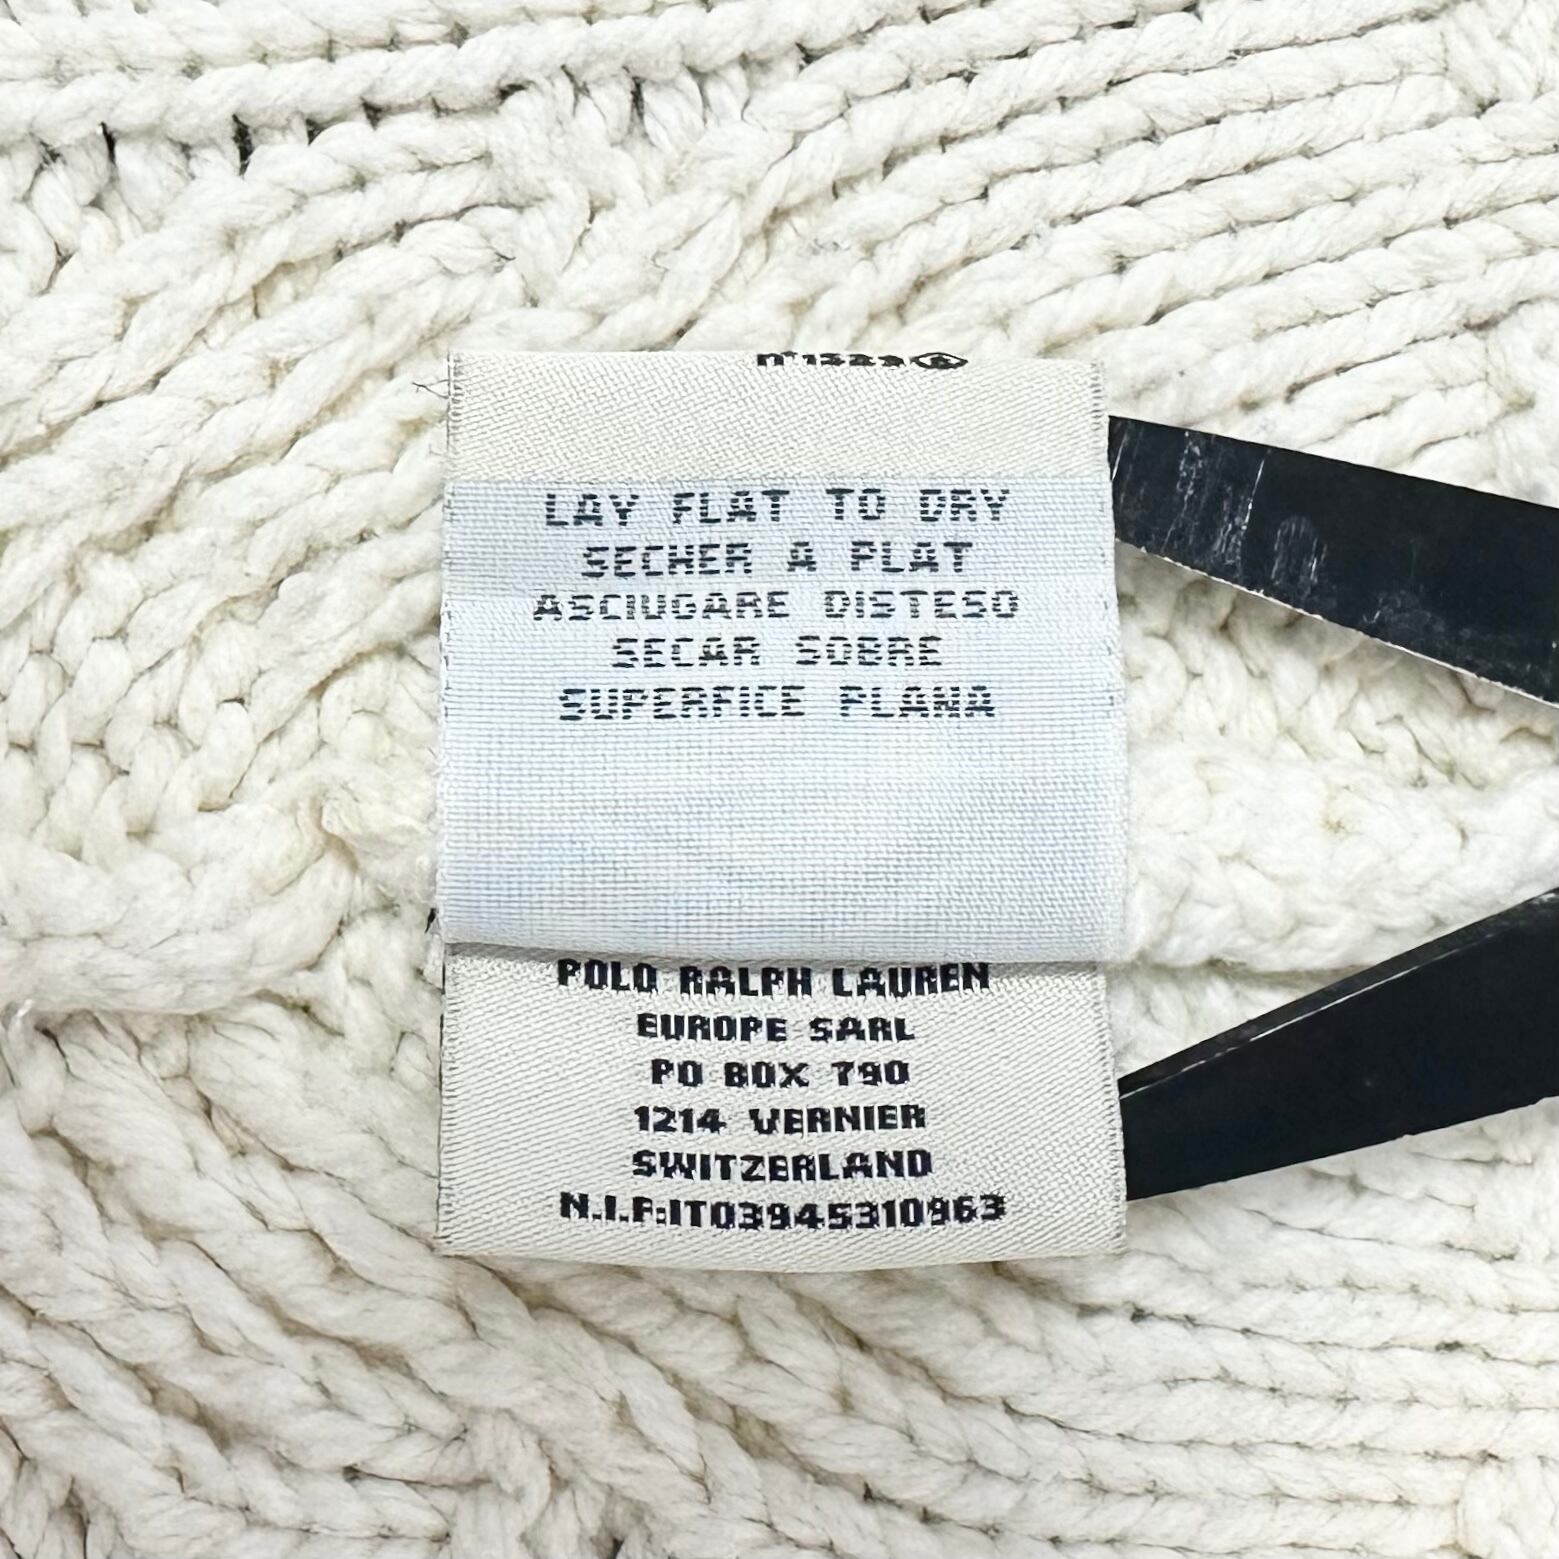 LAY FLAT TO DRY
SECHER A PLAT
ASCIUGARE DISTESO
SECAR SOBRE
SUPERFICE PLANA
POLO RALPH LAUREN
EUROPE SARL
PO BOX 790
1214 VERNIER
SWITZERLAND
N.I.F:IT03945310963